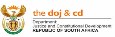 the doj & cd
Department:
Justice and Constitutional Development
REPUBLIC OF SOUTH AFRICA